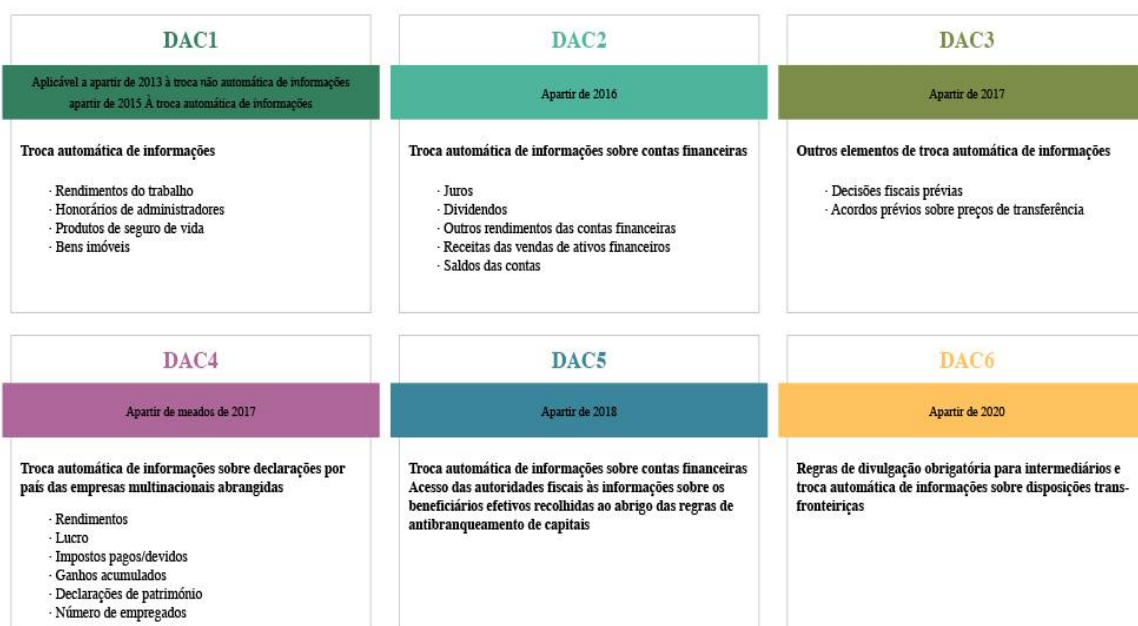 DAC1
Aplicável a apartir de 2013 à troca não automática de informações
apartir de 2015 À troca automática de informações
Troca automática de informações
· Rendimentos do trabalho
· Honorários de administradores
· Produtos de seguro de vida
· Bens imóveis
DAC2
Apartir de 2016
Troca automática de informações sobre contas financeiras
· Juros
· Dividendos
· Outros rendimentos das contas financeiras
· Receitas das vendas de ativos financeiros
· Saldos das contas
DAC3
Apartir de 2017
Outros elementos de troca automática de informações
· Decisões fiscais prévias
· Acordos prévios sobre preços de transferência
DAC4
Apartir de meados de 2017
Troca automática de informações sobre declarações por
país das empresas multinacionais abrangidas
· Rendimentos
· Lucro
· Impostos pagos/devidos
· Ganhos acumulados
· Declarações de património
· Número de empregados
DAC5
Apartir de 2018
Troca automática de informações sobre contas financeiras
Acesso das autoridades fiscais às informações sobre os
beneficiários efetivos recolhidas ao abrigo das regras de
antibranqueamento de capitais
DAC6
Apartir de 2020
Regras de divulgação obrigatória para intermediários e
troca automática de informações sobre disposições trans-
fronteiriças